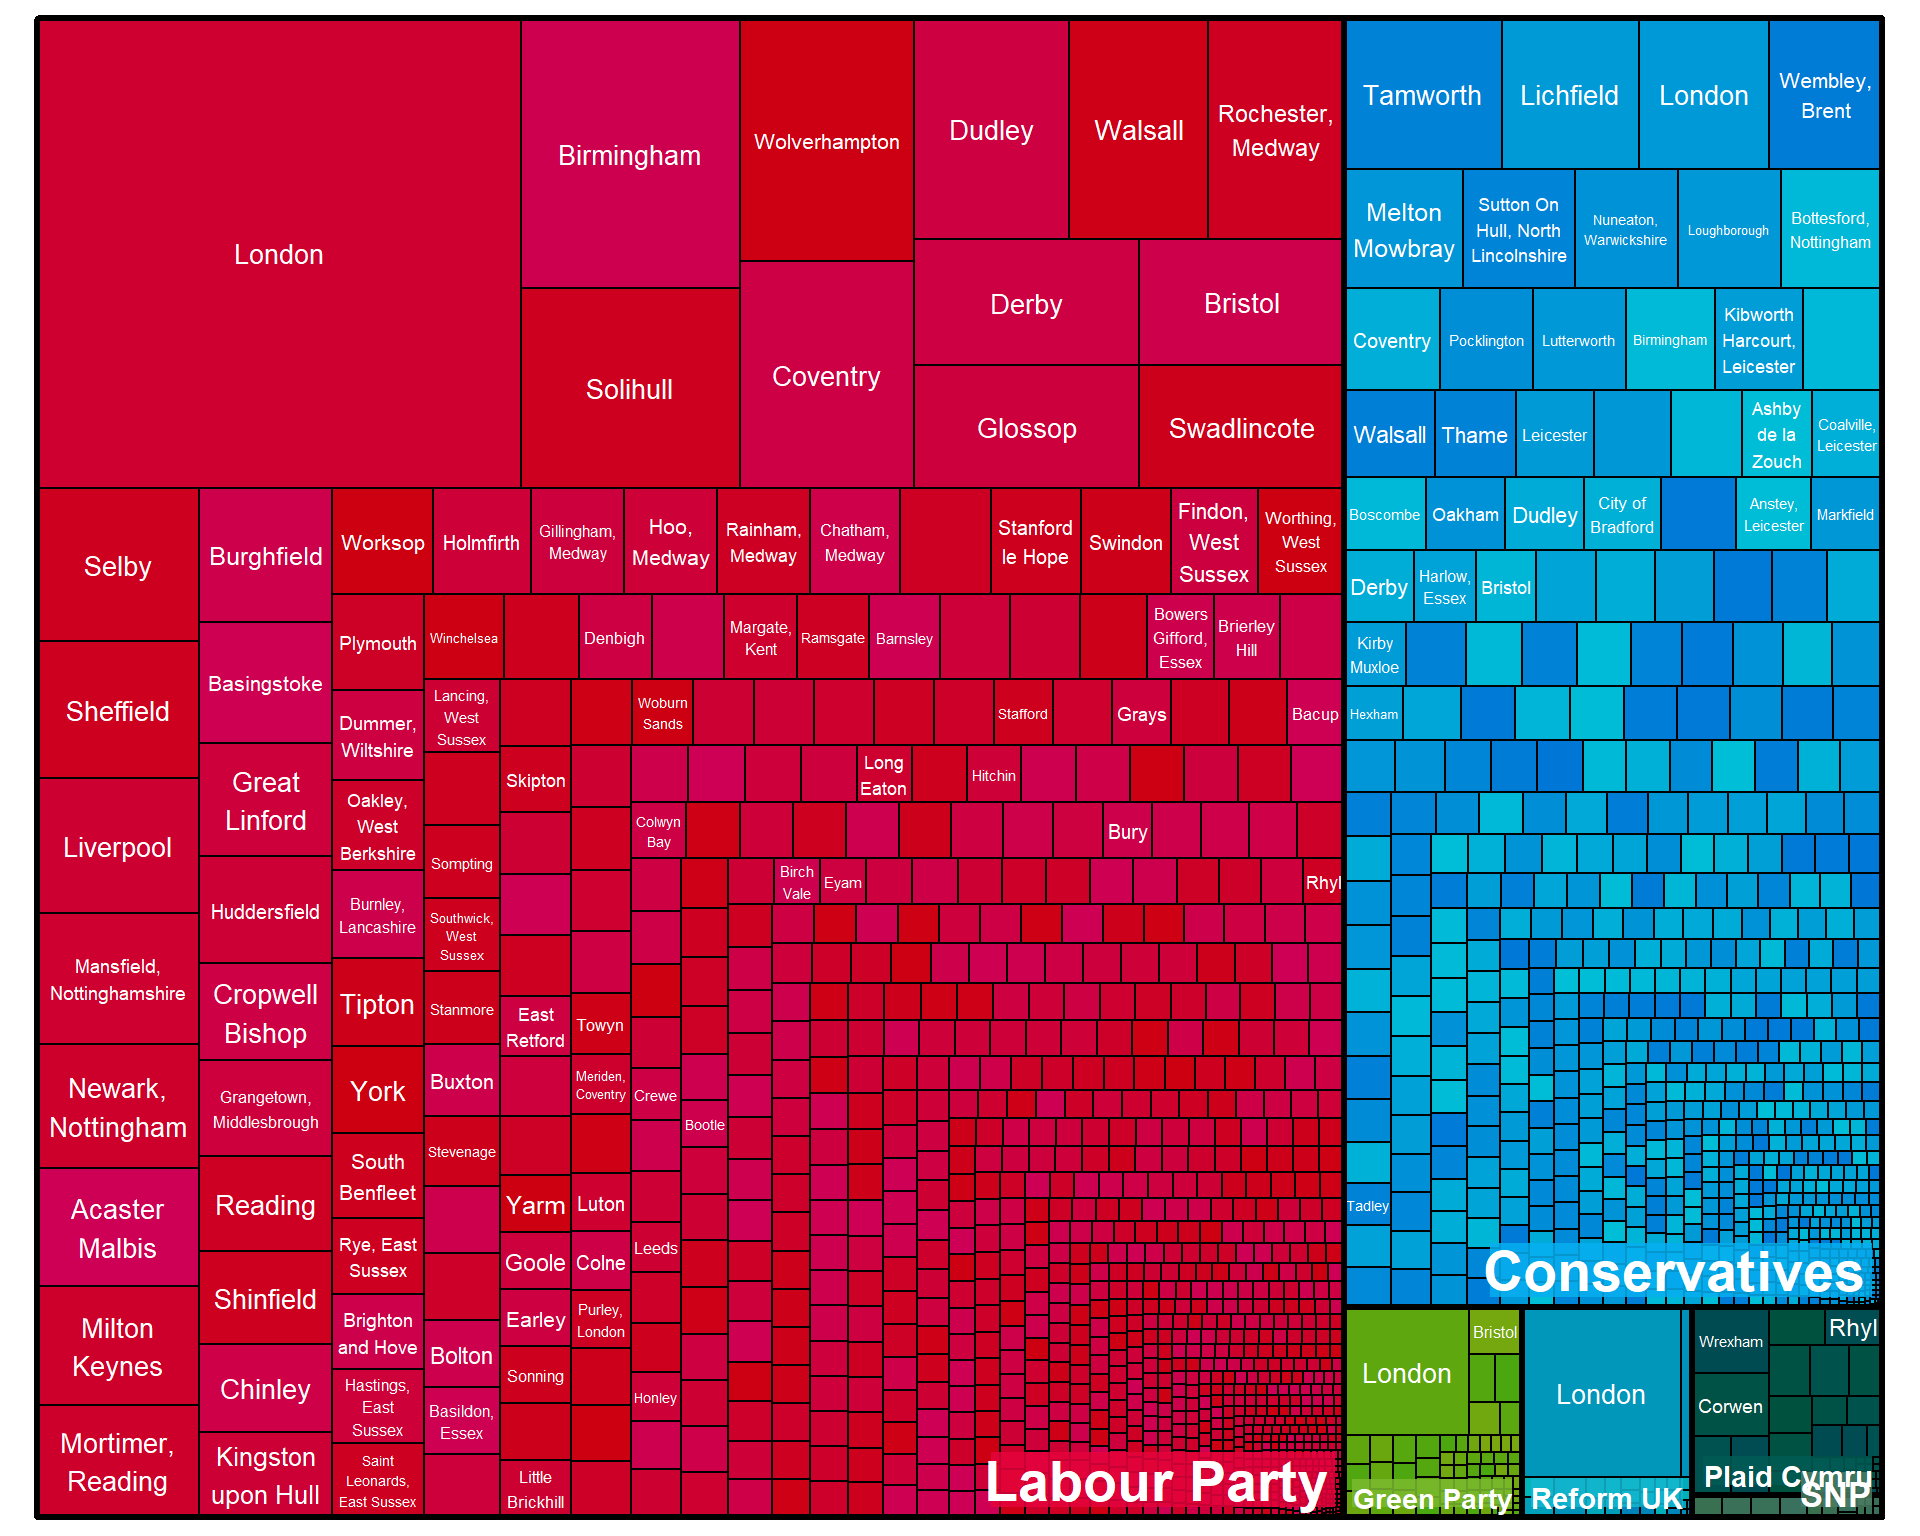 London
Birmingham
Solihull
Wolverhampton
Coventry
Dudley
Walsall
Rochester,
Medway
Derby
Bristol
Glossop
Swadlincote
Selby
Sheffield
Liverpool
Mansfield,
Nottinghamshire
Newark,
Nottingham
Acaster
Malbis
Milton
Keynes
Mortimer,
Reading
Burghfield
Basingstoke
Great
Linford
Huddersfield
Cropwell
Bishop
Grangetown,
Middlesbrough
Reading
Shinfield
Chinley
Kingston
upon Hull
Worksop
Holmfirth
Gillingham,
Medway
Hoo,
Medway
Rainham,
Medway
Chatham,
Medway
Stanford
le Hope
Swindon
Findon,
West
Sussex
Worthing,
West
Sussex
Plymouth
Dummer,
Wiltshire
Oakley,
West
Berkshire
Burnley,
Lancashire
Tipton
York
South
Benfleet
Rye, East
Sussex
Brighton
and Hove
Hastings,
East
Sussex
Saint
Leonards,
East Sussex
Winchelsea
Denbigh
Margate,
Kent
Ramsgate
Barnsley
Bowers
Gifford,
Essex
Brierley
Hill
Lancing,
West
Sussex
Sompting
Southwick,
West
Sussex
Stanmore
Buxton
Stevenage
Bolton
Basildon,
Essex
Skipton
East
Retford
Yarm
Goole
Earley
Sonning
Little
Brickhill
Towyn
Meriden,
Coventry
Luton
Colne
Purley,
London
Woburn
Sands
Stafford
Grays
Bacup
Long
Eaton
Hitchin
Colwyn
Bay
Bury
Crewe
Leeds
Honley
Bootle
Birch
Vale
Eyam
Rhyl
Labour Party
Tamworth
Lichfield
London
Wembley,
Brent
Melton
Mowbray
Sutton On
Hull, North
Lincolnshire
Nuneaton,
Warwickshire
Loughborough
Bottesford,
Nottingham
Coventry
Pocklington
Lutterworth
Birmingham
Kibworth
Harcourt,
Leicester
Walsall
Thame
Leicester
Ashby
de la
Zouch
Coalville,
Leicester
Boscombe
Oakham
Dudley
City of
Bradford
Anstey,
Leicester
Markfield
Derby
Harlow,
Essex
Bristol
Kirby
Muxloe
Hexham
Tadley
Conservatives
London
Bristol
Green Party
London
Reform UK
Wrexham
Corwen
Rhyl
Plaid Cymru
SNP